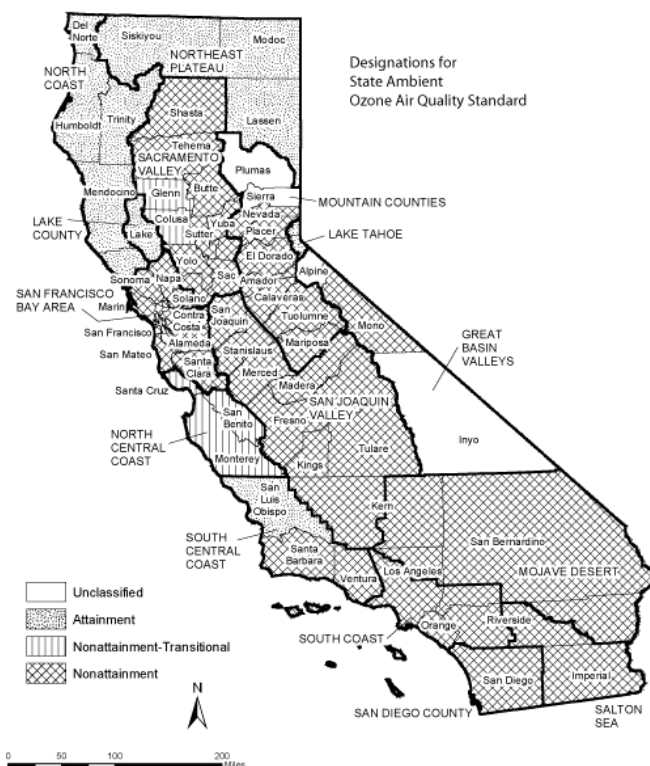 Designations for
State Ambient
Ozone Air Quality Standard
Del
Norte
Siskiyou
Modoc
NORTHEAST
PLATEAU
NORTH
COAST
Shasta
Trinity
Humboldt
Lassen
Tehema
SACRAMENTO
VALLEY
Plumas
Mendocino
Glenn
Butte
Sierra
MOUNTAIN COUNTIES
Nevada
Colusa
Yuba
Placer
LAKE
COUNTY
Lake
Sutter
LAKE TAHOE
Yolo
El Dorado
Sonoma
Napa
Sac
Amador
Alpine
SAN FRANCISCO
BAY AREA
Solano
Calaveras
Marin
Contra
Costa
San
Joaquin
Tuolumne
Mono
San Francisco
Alameda
Mariposa
GREAT
BASIN
VALLEYS
San Mateo
Stanislaus
Santa
Clara
Merced
Santa Cruz
Madera
SAN JOAQUIN
VALLEY
San
Benito
Fresno
NORTH
CENTRAL
COAST
Monterey
Tulare
Inyo
Kings
San
Luis
Obispo
Kern
San Bernardino
SOUTH
CENTRAL
COAST
Santa
Barbara
Ventura
Los Angeles
MOJAVE DESERT
Unclassified
Attainment
Nonattainment-Transitional
Nonattainment
SOUTH COAST
Orange
Riverside
San Diego
Imperial
SAN DIEGO COUNTY
SALTON
SEA
N
0 50 100 200
Miles